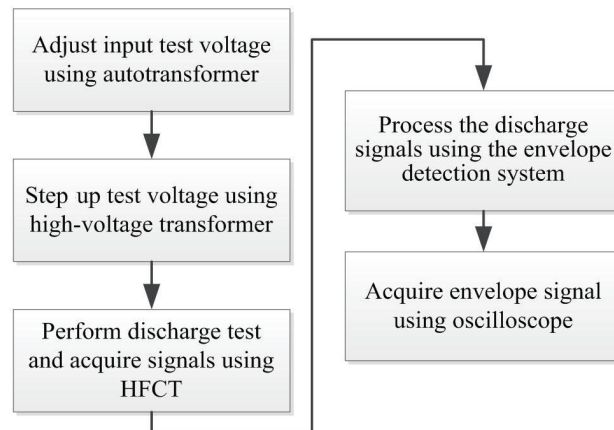 Adjust input test voltage
using autotransformer
Step up test voltage using
high-voltage transformer
Perform discharge test
and acquire signals using
HFCT
Process the discharge
signals using the envelope
detection system
Acquire envelope signal
using oscilloscope